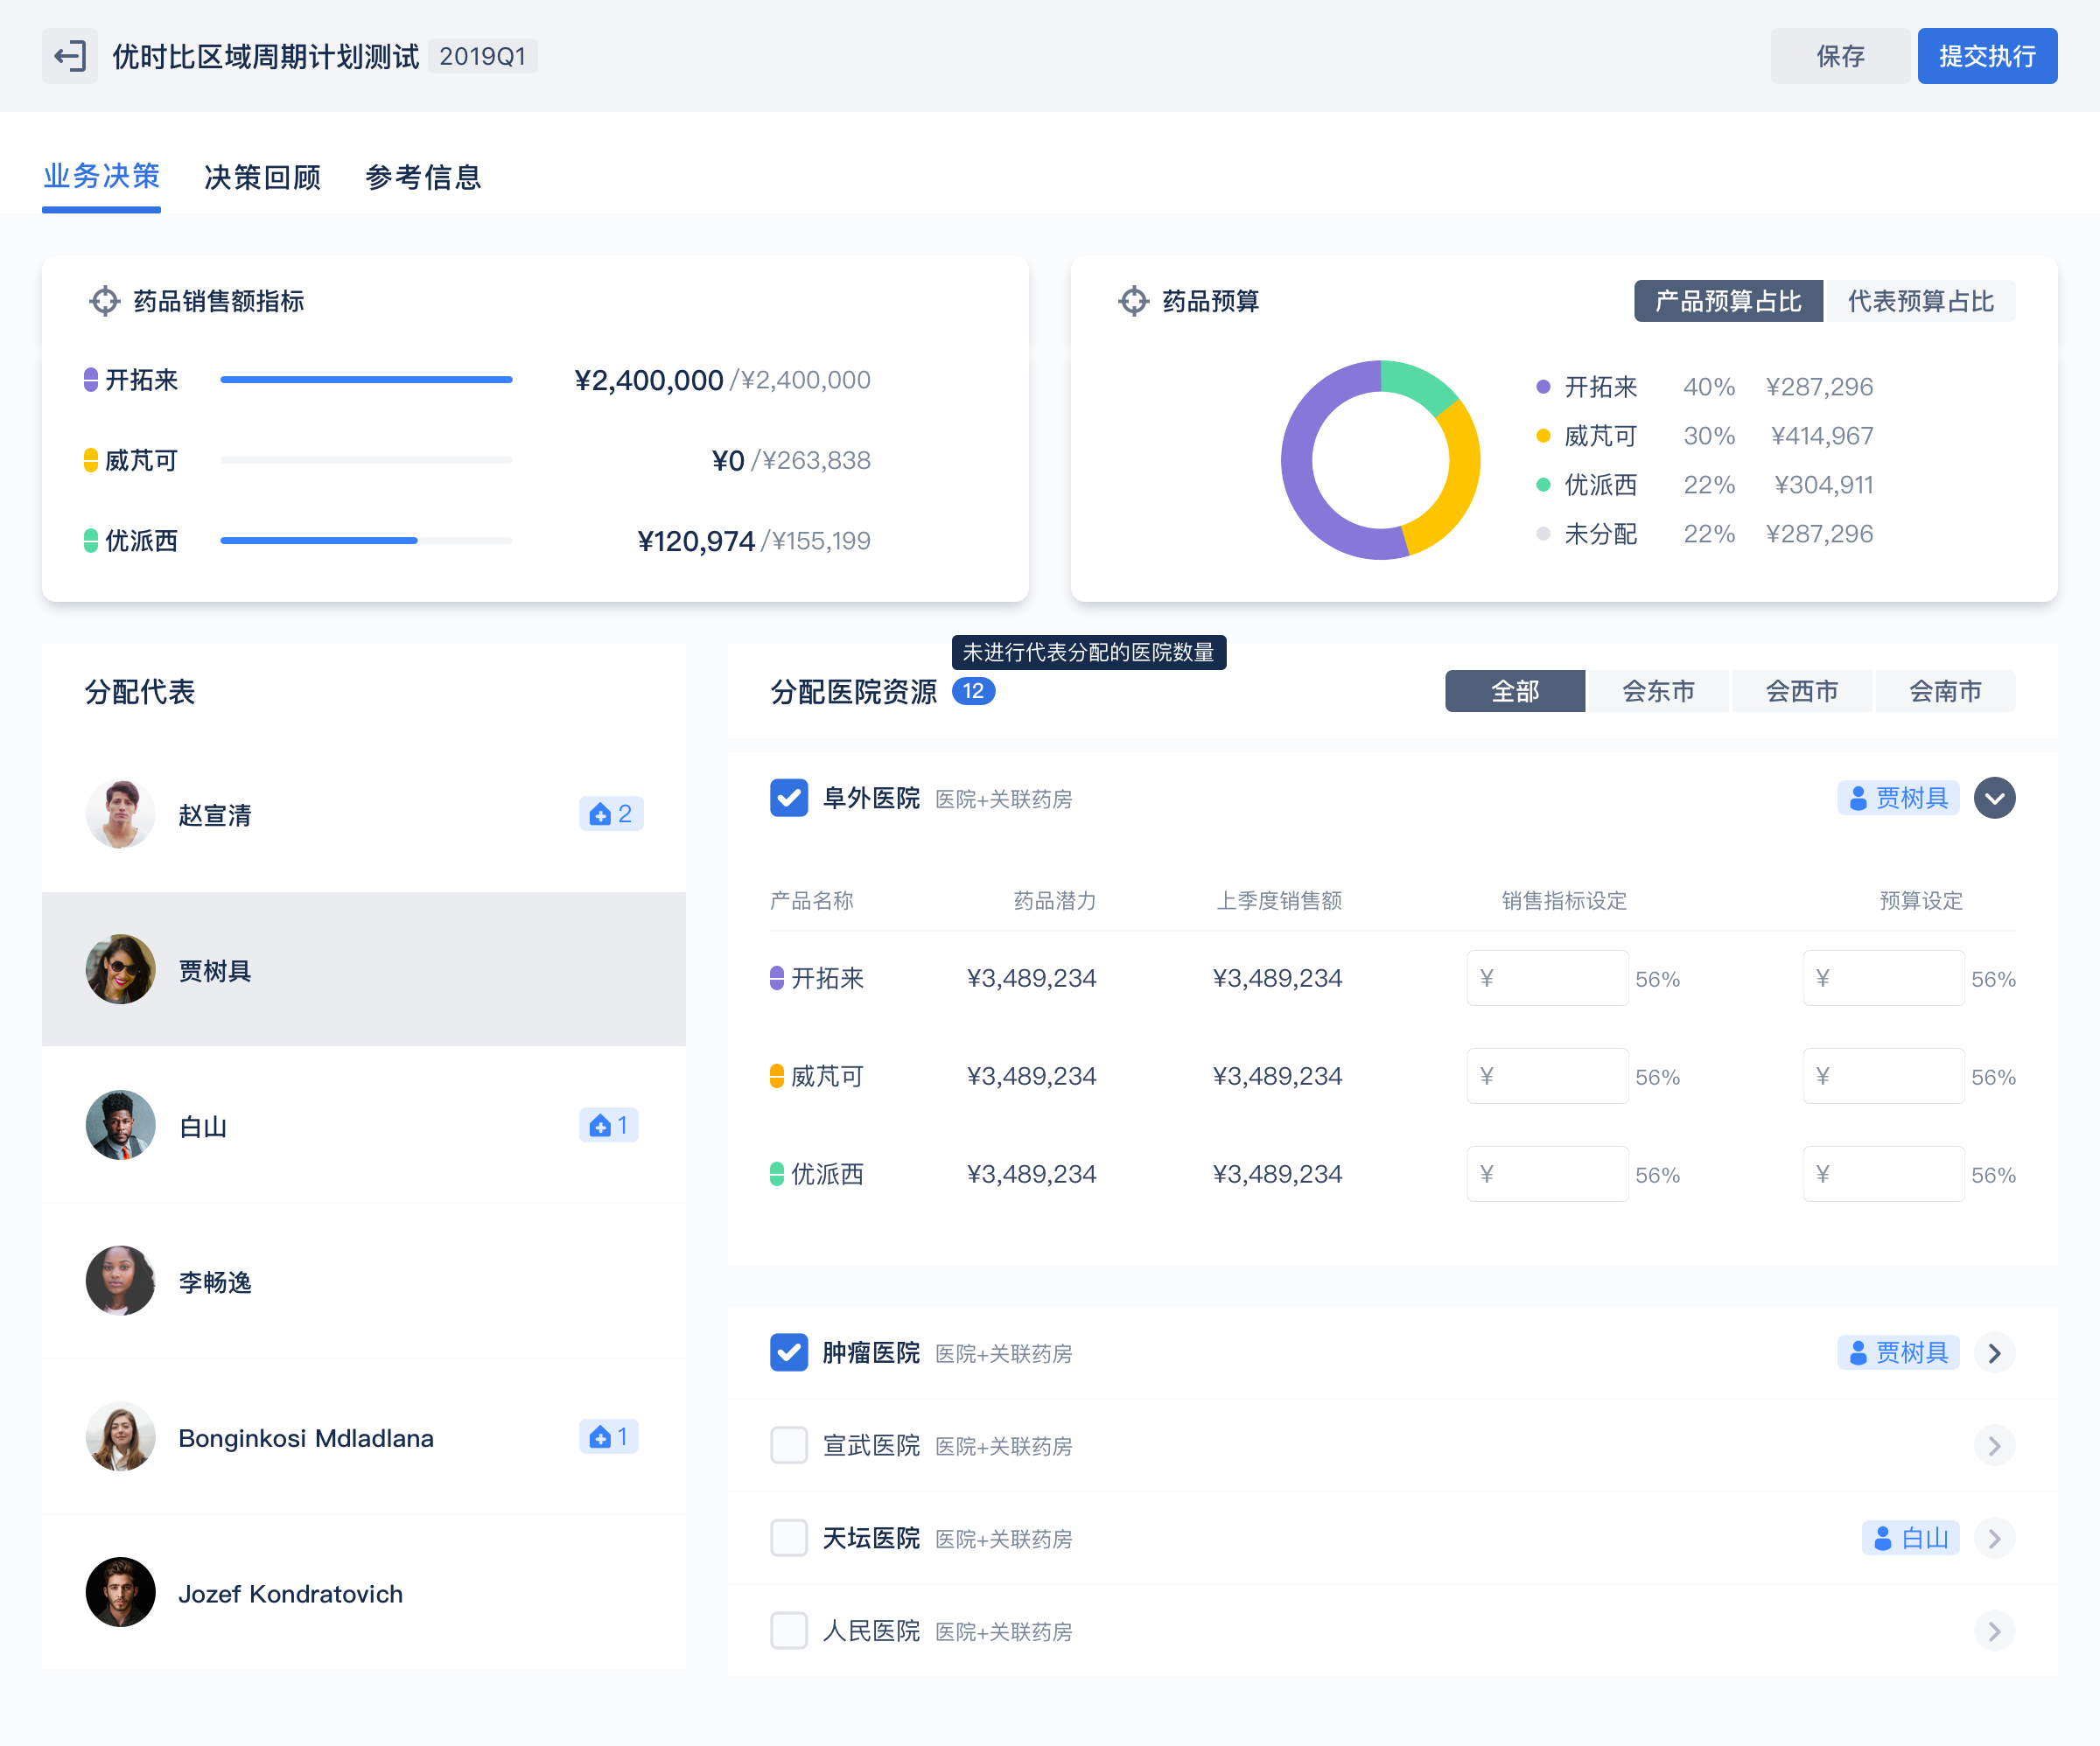 优时比区域周期计划测试 2019Q1 保存 提交执行
业务决策 决策回顾 参考信息
药品销售额指标
开拓来 ¥2,400,000/¥2,400,000
威芃可 ¥0/¥263,838
优派西 ¥120,974/¥155,199
药品预算 产品预算占比 代表预算占比
开拓来 40% ¥287,296
威芃可 30% ¥414,967
优派西 22% ¥304,911
未分配 22% ¥287,296
分配代表
赵宣清 2
贾树具
白山 1
李畅逸
Bonginkosi Mdladlana 1
Jozef Kondratovich
未进行代表分配的医院数量
分配医院资源 12 全部 会东市 会西市 会南市
阜外医院 医院+关联药房 贾树具
产品名称 药品潜力 上季度销售额 销售指标设定 预算设定
开拓来 ¥3,489,234 ¥3,489,234 ¥ 56% ¥ 56%
威芃可 ¥3,489,234 ¥3,489,234 ¥ 56% ¥ 56%
优派西 ¥3,489,234 ¥3,489,234 ¥ 56% ¥ 56%
肿瘤医院 医院+关联药房 贾树具
宣武医院 医院+关联药房
天坛医院 医院+关联药房 白山
人民医院 医院+关联药房